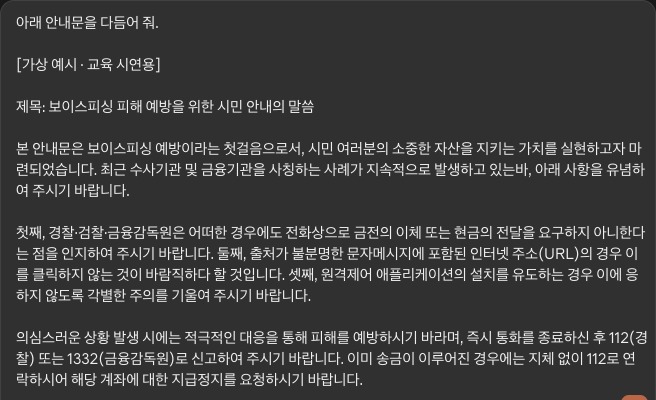 아래 안내문을 다듬어 줘.
[가상 예시 · 교육 시연용]
제목: 보이스피싱 피해 예방을 위한 시민 안내의 말씀
본 안내문은 보이스피싱 예방이라는 첫걸음으로서, 시민 여러분의 소중한 자산을 지키는 가치를 실현하고자 마
련되었습니다. 최근 수사기관 및 금융기관을 사칭하는 사례가 지속적으로 발생하고 있는바, 아래 사항을 유념하
여 주시기 바랍니다.
첫째, 경찰·검찰·금융감독원은 어떠한 경우에도 전화상으로 금전의 이체 또는 현금의 전달을 요구하지 아니한다
는 점을 인지하여 주시기 바랍니다. 둘째, 출처가 불분명한 문자메시지에 포함된 인터넷 주소(URL)의 경우 이
를 클릭하지 않는 것이 바람직하다 할 것입니다. 셋째, 원격제어 애플리케이션의 설치를 유도하는 경우 이에 응
하지 않도록 각별한 주의를 기울여 주시기 바랍니다.
의심스러운 상황 발생 시에는 적극적인 대응을 통해 피해를 예방하시기 바라며, 즉시 통화를 종료하신 후 112(경
찰) 또는 1332(금융감독원)로 신고하여 주시기 바랍니다. 이미 송금이 이루어진 경우에는 지체 없이 112로 연
락하시어 해당 계좌에 대한 지급정지를 요청하시기 바랍니다.